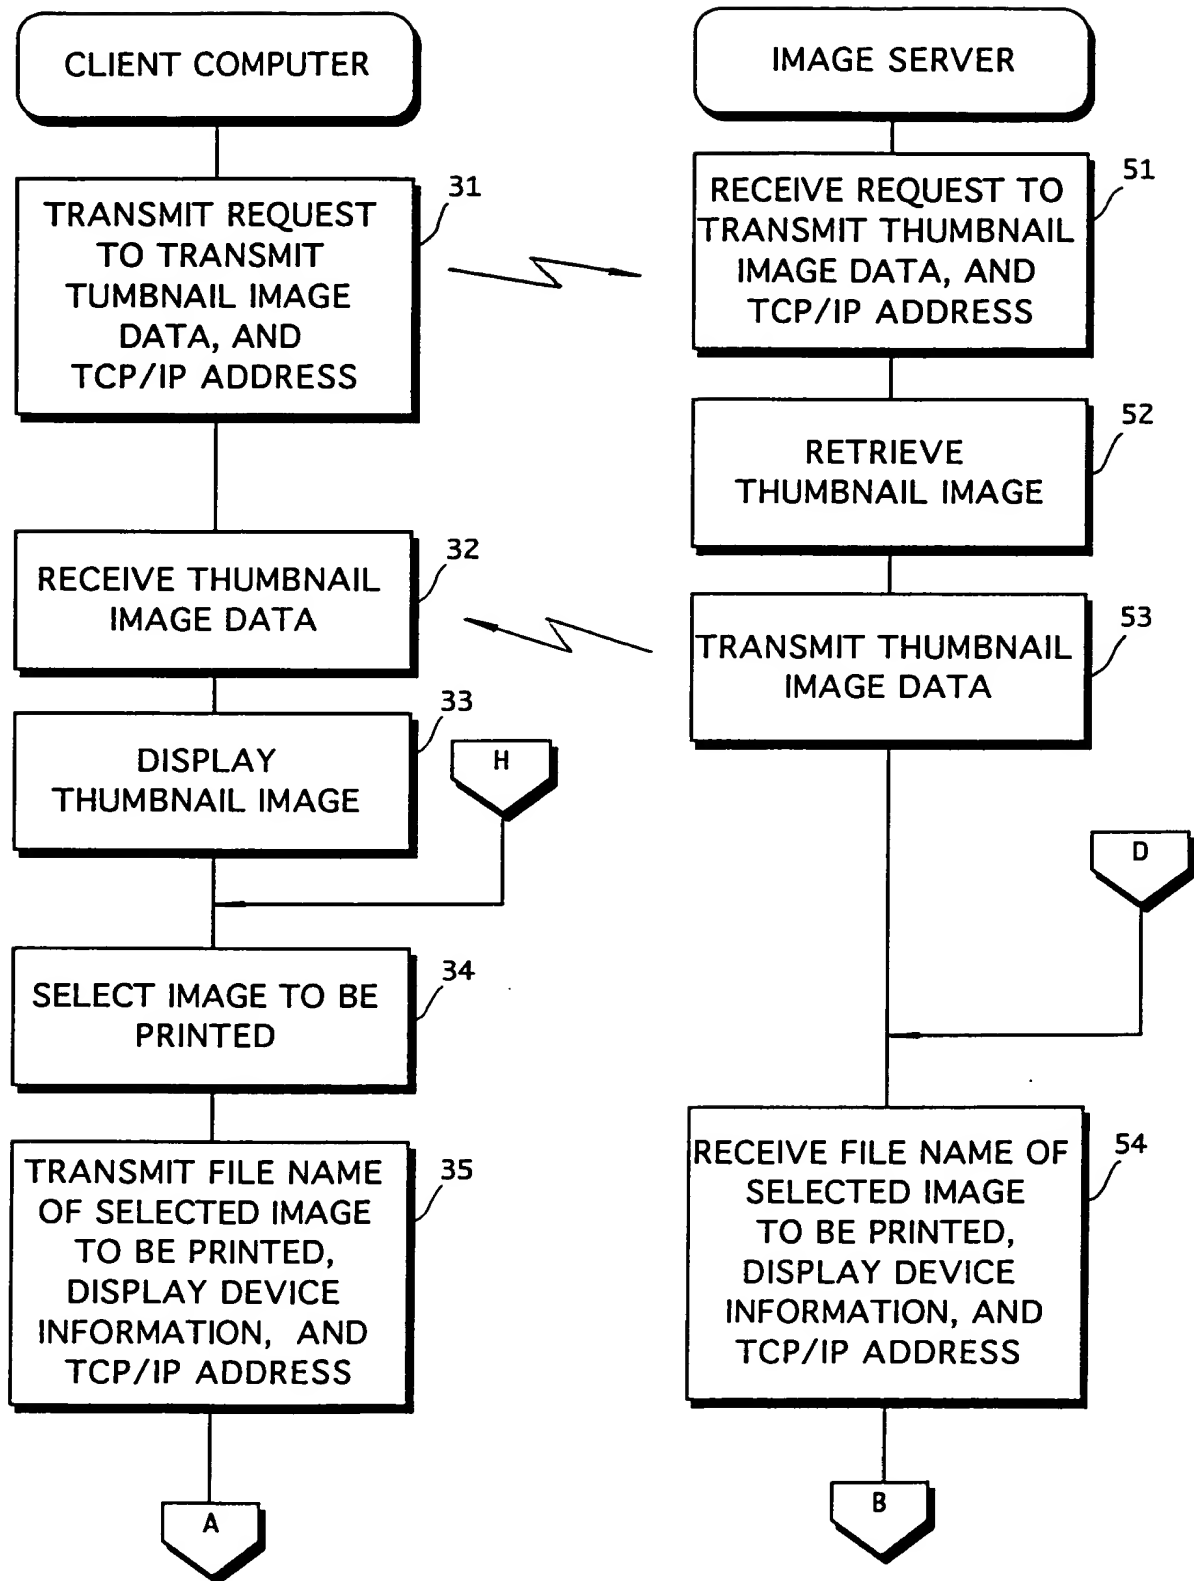 CLIENT COMPUTER
31
TRANSMIT REQUEST
TO TRANSMIT
TUMBNAIL IMAGE
DATA, AND
TCP/IP ADDRESS
32
RECEIVE THUMBNAIL
IMAGE DATA
33
DISPLAY
THUMBNAIL IMAGE
H
34
SELECT IMAGE TO BE
PRINTED
35
TRANSMIT FILE NAME
OF SELECTED IMAGE
TO BE PRINTED,
DISPLAY DEVICE
INFORMATION, AND
TCP/IP ADDRESS
A
IMAGE SERVER
51
RECEIVE REQUEST TO
TRANSMIT THUMBNAIL
IMAGE DATA, AND
TCP/IP ADDRESS
52
RETRIEVE
THUMBNAIL IMAGE
53
TRANSMIT THUMBNAIL
IMAGE DATA
D
54
RECEIVE FILE NAME OF
SELECTED IMAGE
TO BE PRINTED,
DISPLAY DEVICE
INFORMATION, AND
TCP/IP ADDRESS
B